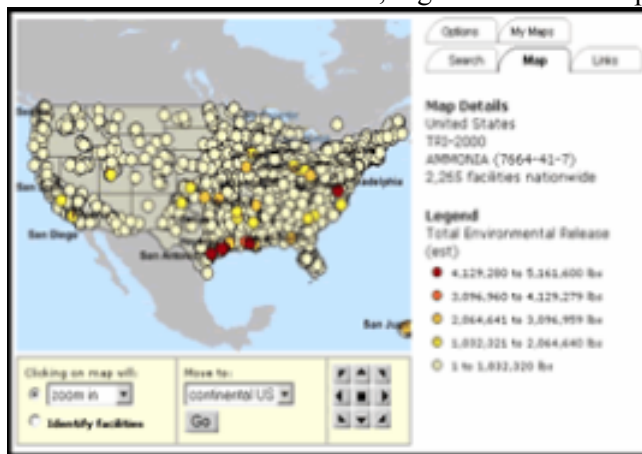 Options My Maps
Search Map Links
Map Details
United States
TRI-2000
AMMONIA (7664-41-7)
2,265 facilities nationwide
Legend
Total Environmental Release
(est)
4,129,280 to 5,161,600 lbs
3,096,960 to 4,129,279 lbs
2,064,641 to 3,096,959 lbs
1,032,321 to 2,064,640 lbs
1 to 1,032,320 lbs
San Diego
San Antonio
Clicking on map will:
zoom in
Identify facilities
Move to:
continental US
Go